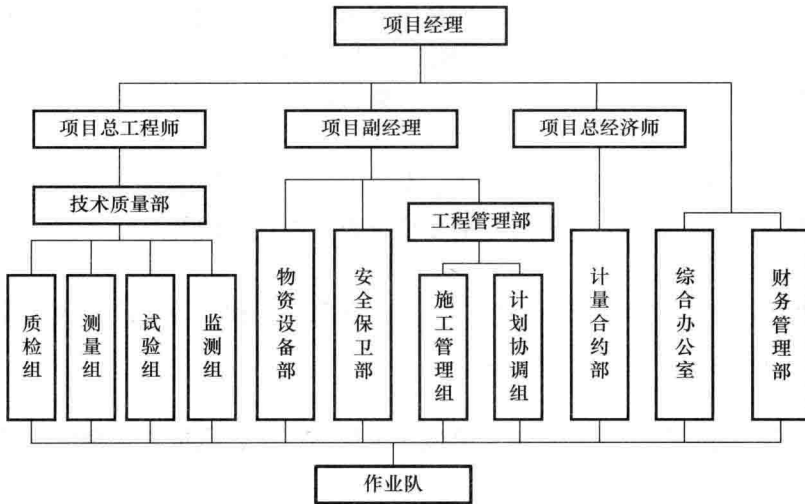 项目经理
项目总工程师
项目副经理
项目总经济师
技术质量部
工程管理部
质检组
测量组
试验组
监测组
物资设备部
安全保卫部
施工管理组
计划协调组
计量合约部
综合办公室
财务管理部
作业队